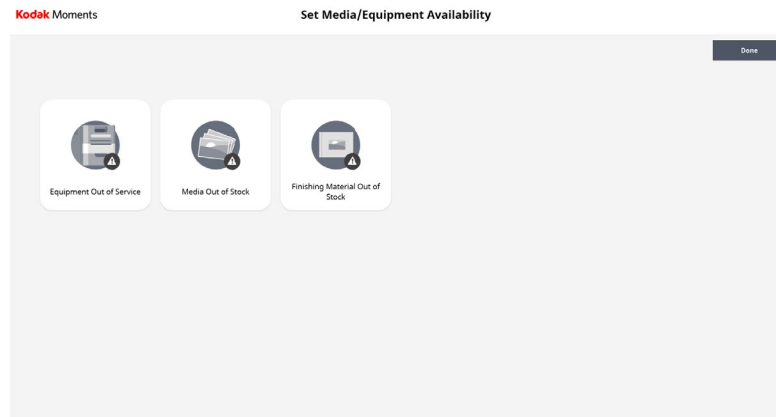 Kodak Moments
Set Media/Equipment Availability
Done
Equipment Out of Service
Media Out of Stock
Finishing Material Out of
Stock